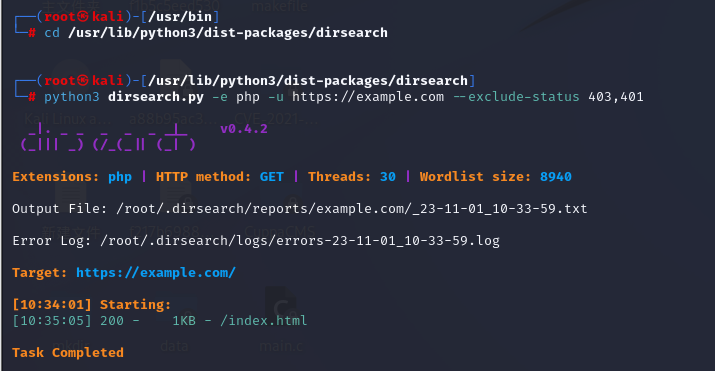 ┌──(root㉿kali)-[/usr/bin]
└─# cd /usr/lib/python3/dist-packages/dirsearch
┌──(root㉿kali)-[/usr/lib/python3/dist-packages/dirsearch]
└─# python3 dirsearch.py -e php -u https://example.com --exclude-status 403,401
  _|. _ _  _  _  _ _|_    v0.4.2
 (_||| _) (/_(_|| (_| )
Extensions: php | HTTP method: GET | Threads: 30 | Wordlist size: 8940
Output File: /root/.dirsearch/reports/example.com/_23-11-01_10-33-59.txt
Error Log: /root/.dirsearch/logs/errors-23-11-01_10-33-59.log
Target: https://example.com/
[10:34:01] Starting:
[10:35:05] 200 -    1KB - /index.html
Task Completed
data
main.c
makefile